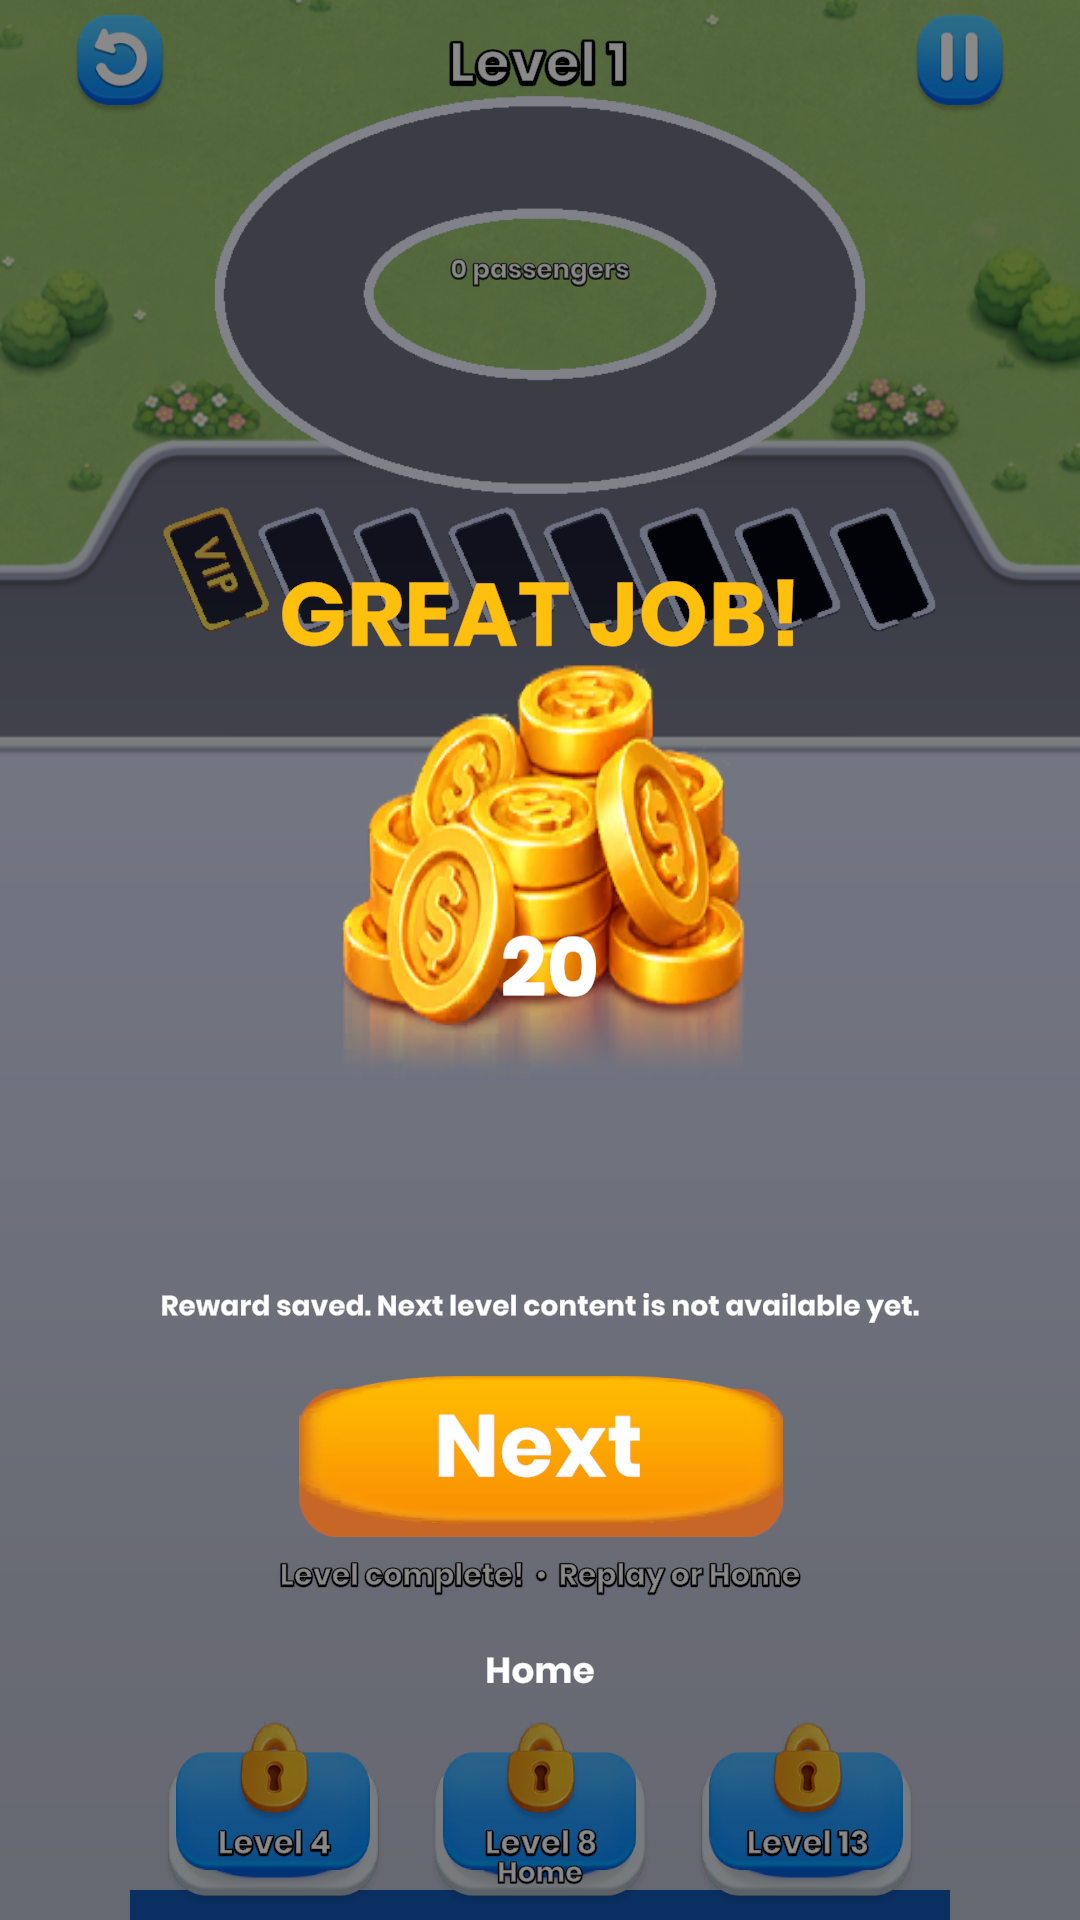 Level 1
0 passengers
VIP
GREAT JOB!
20
Reward saved. Next level content is not available yet.
Next
Level complete! • Replay or Home
Home
Level 4
Level 8
Level 13
Home